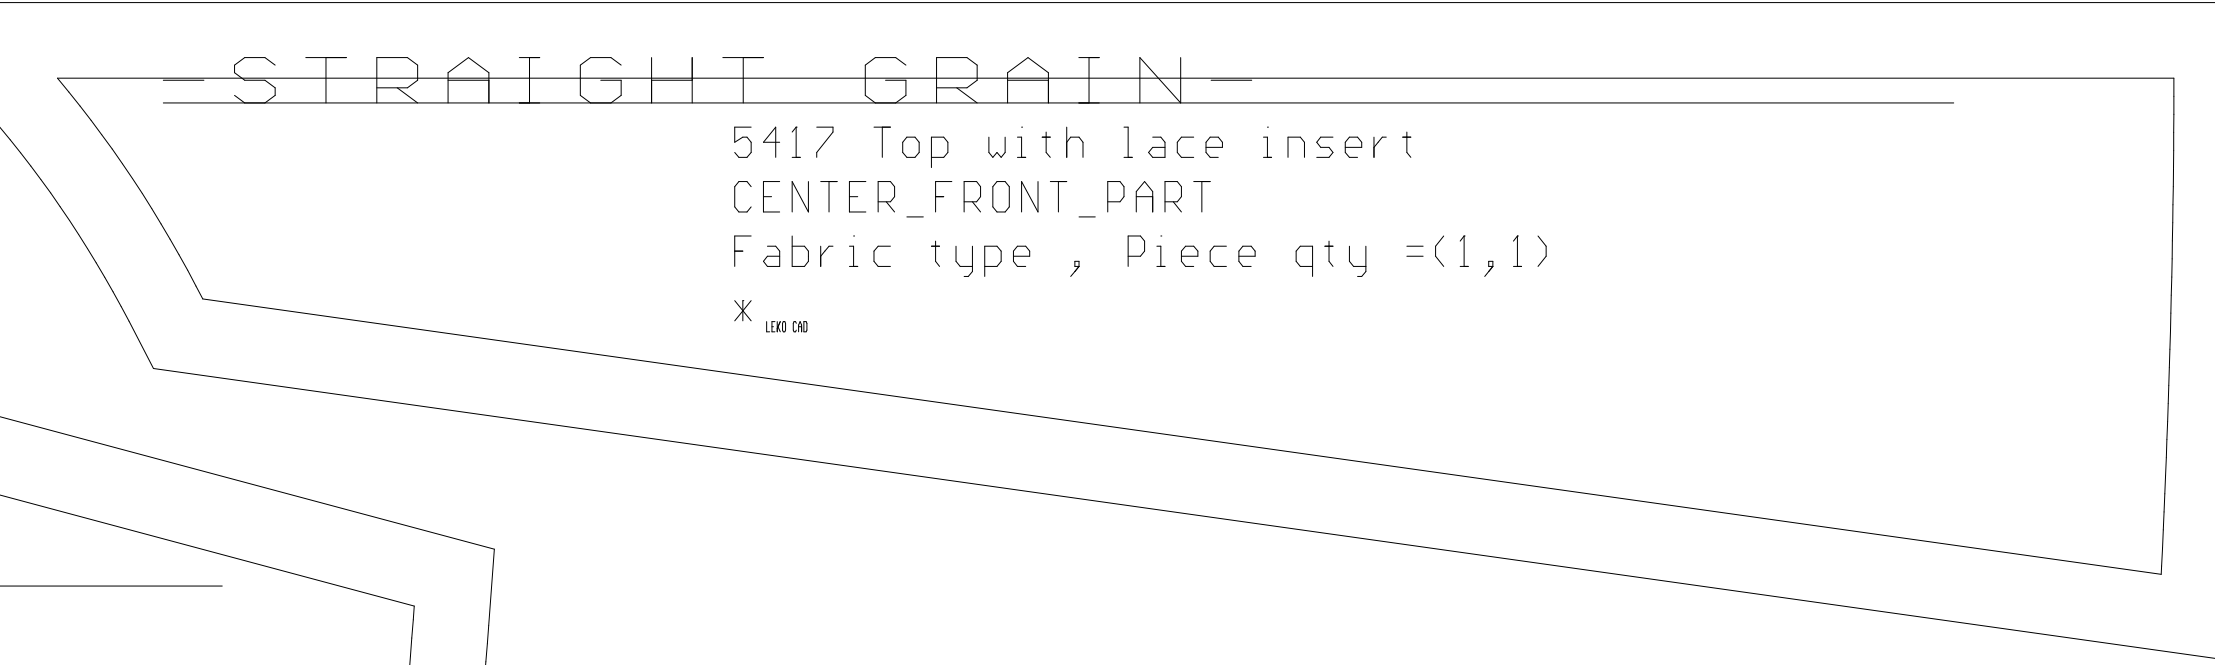 -STRAIGHT GRAIN-
5417 Top with lace insert
CENTER_FRONT_PART
Fabric type , Piece qty =(1,1)
*
LEKO CAD